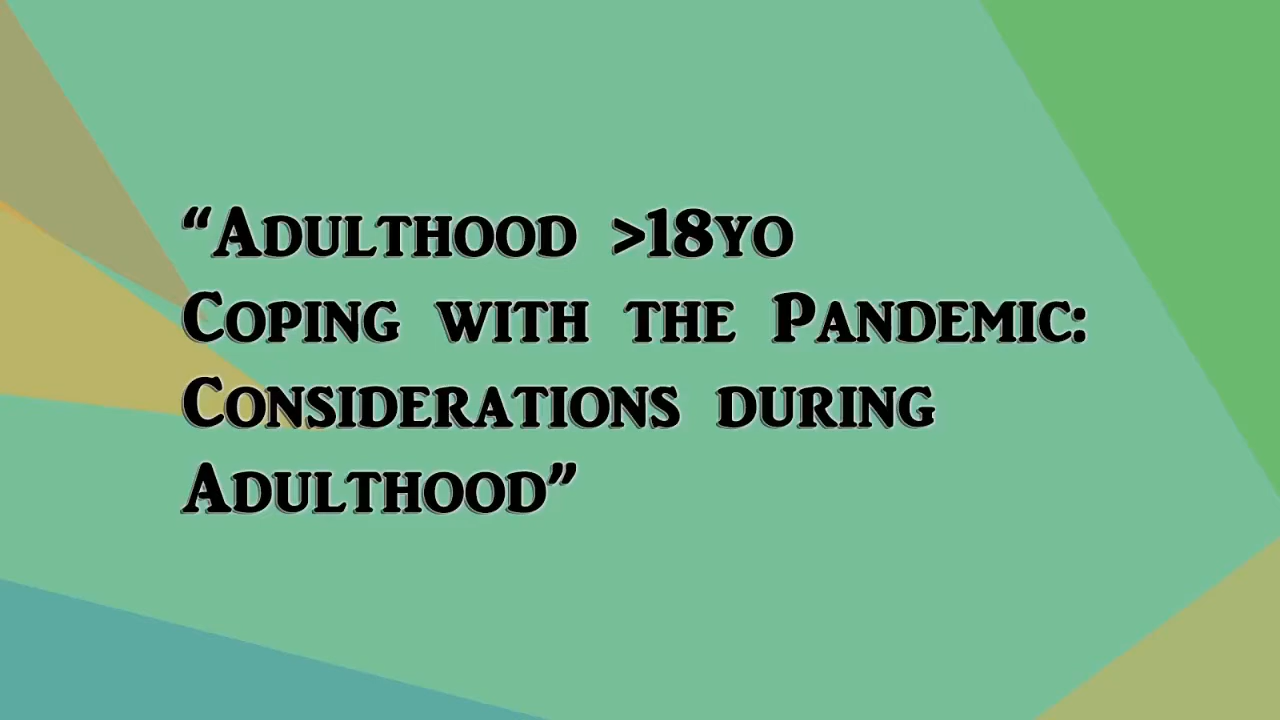 “Adulthood >18yo
Coping with the Pandemic:
Considerations during
Adulthood”